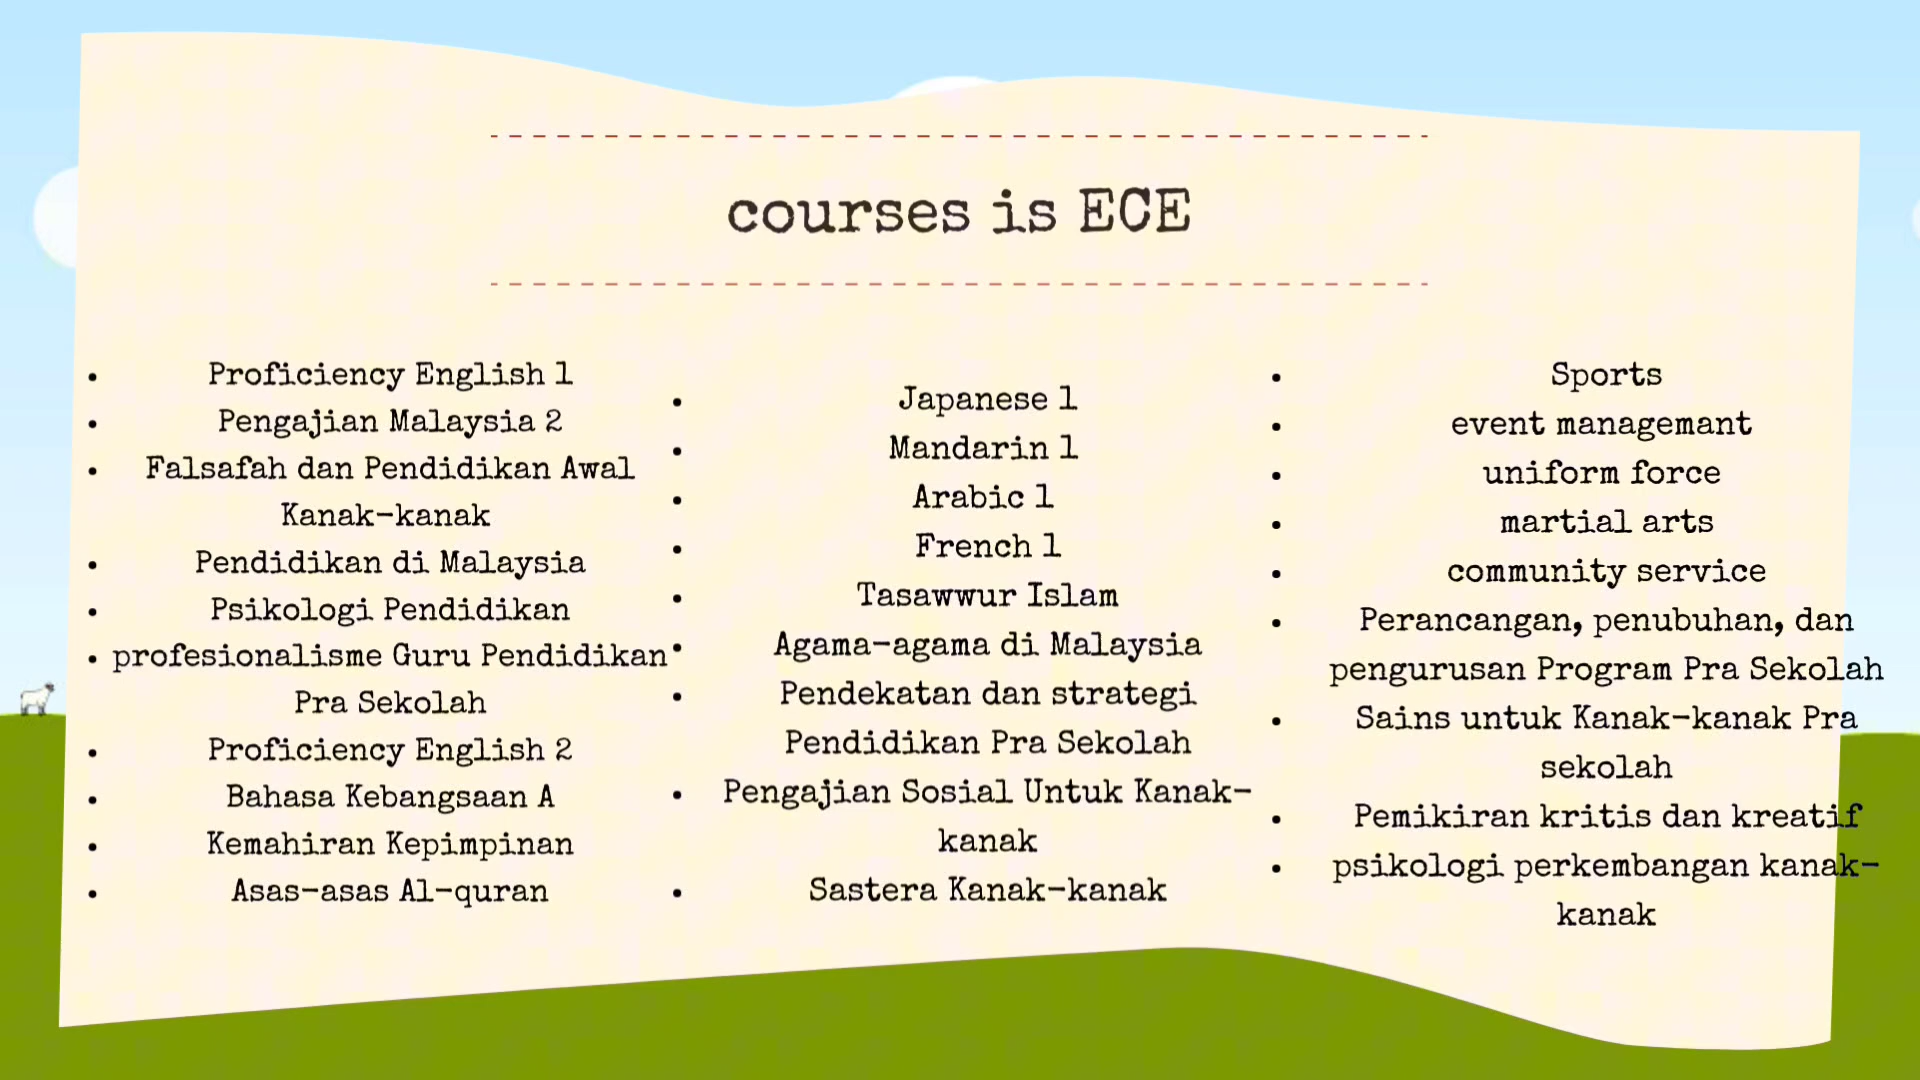 courses is ECE
• Proficiency English 1
• Pengajian Malaysia 2
• Falsafah dan Pendidikan Awal
Kanak-kanak
• Pendidikan di Malaysia
• Psikologi Pendidikan
• profesionalisme Guru Pendidikan
Pra Sekolah
• Proficiency English 2
• Bahasa Kebangsaan A
• Kemahiran Kepimpinan
• Asas-asas Al-quran
• Japanese 1
• Mandarin 1
• Arabic 1
• French 1
• Tasawwur Islam
• Agama-agama di Malaysia
• Pendekatan dan strategi
Pendidikan Pra Sekolah
• Pengajian Sosial Untuk Kanak-
kanak
• Sastera Kanak-kanak
• Sports
• event managemant
• uniform force
• martial arts
• community service
• Perancangan, penubuhan, dan
pengurusan Program Pra Sekolah
• Sains untuk Kanak-kanak Pra
sekolah
• Pemikiran kritis dan kreatif
• psikologi perkembangan kanak-
kanak